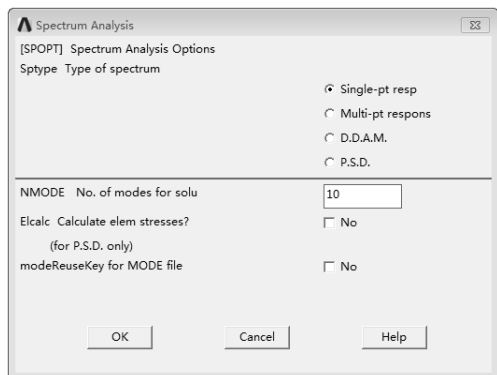 Spectrum Analysis
[SPOPT] Spectrum Analysis Options
Sptype Type of spectrum
Single-pt resp
Multi-pt respons
D.D.A.M.
P.S.D.
NMODE No. of modes for solu 10
Elcalc Calculate elem stresses? No
(for P.S.D. only)
modeReuseKey for MODE file No
OK Cancel Help